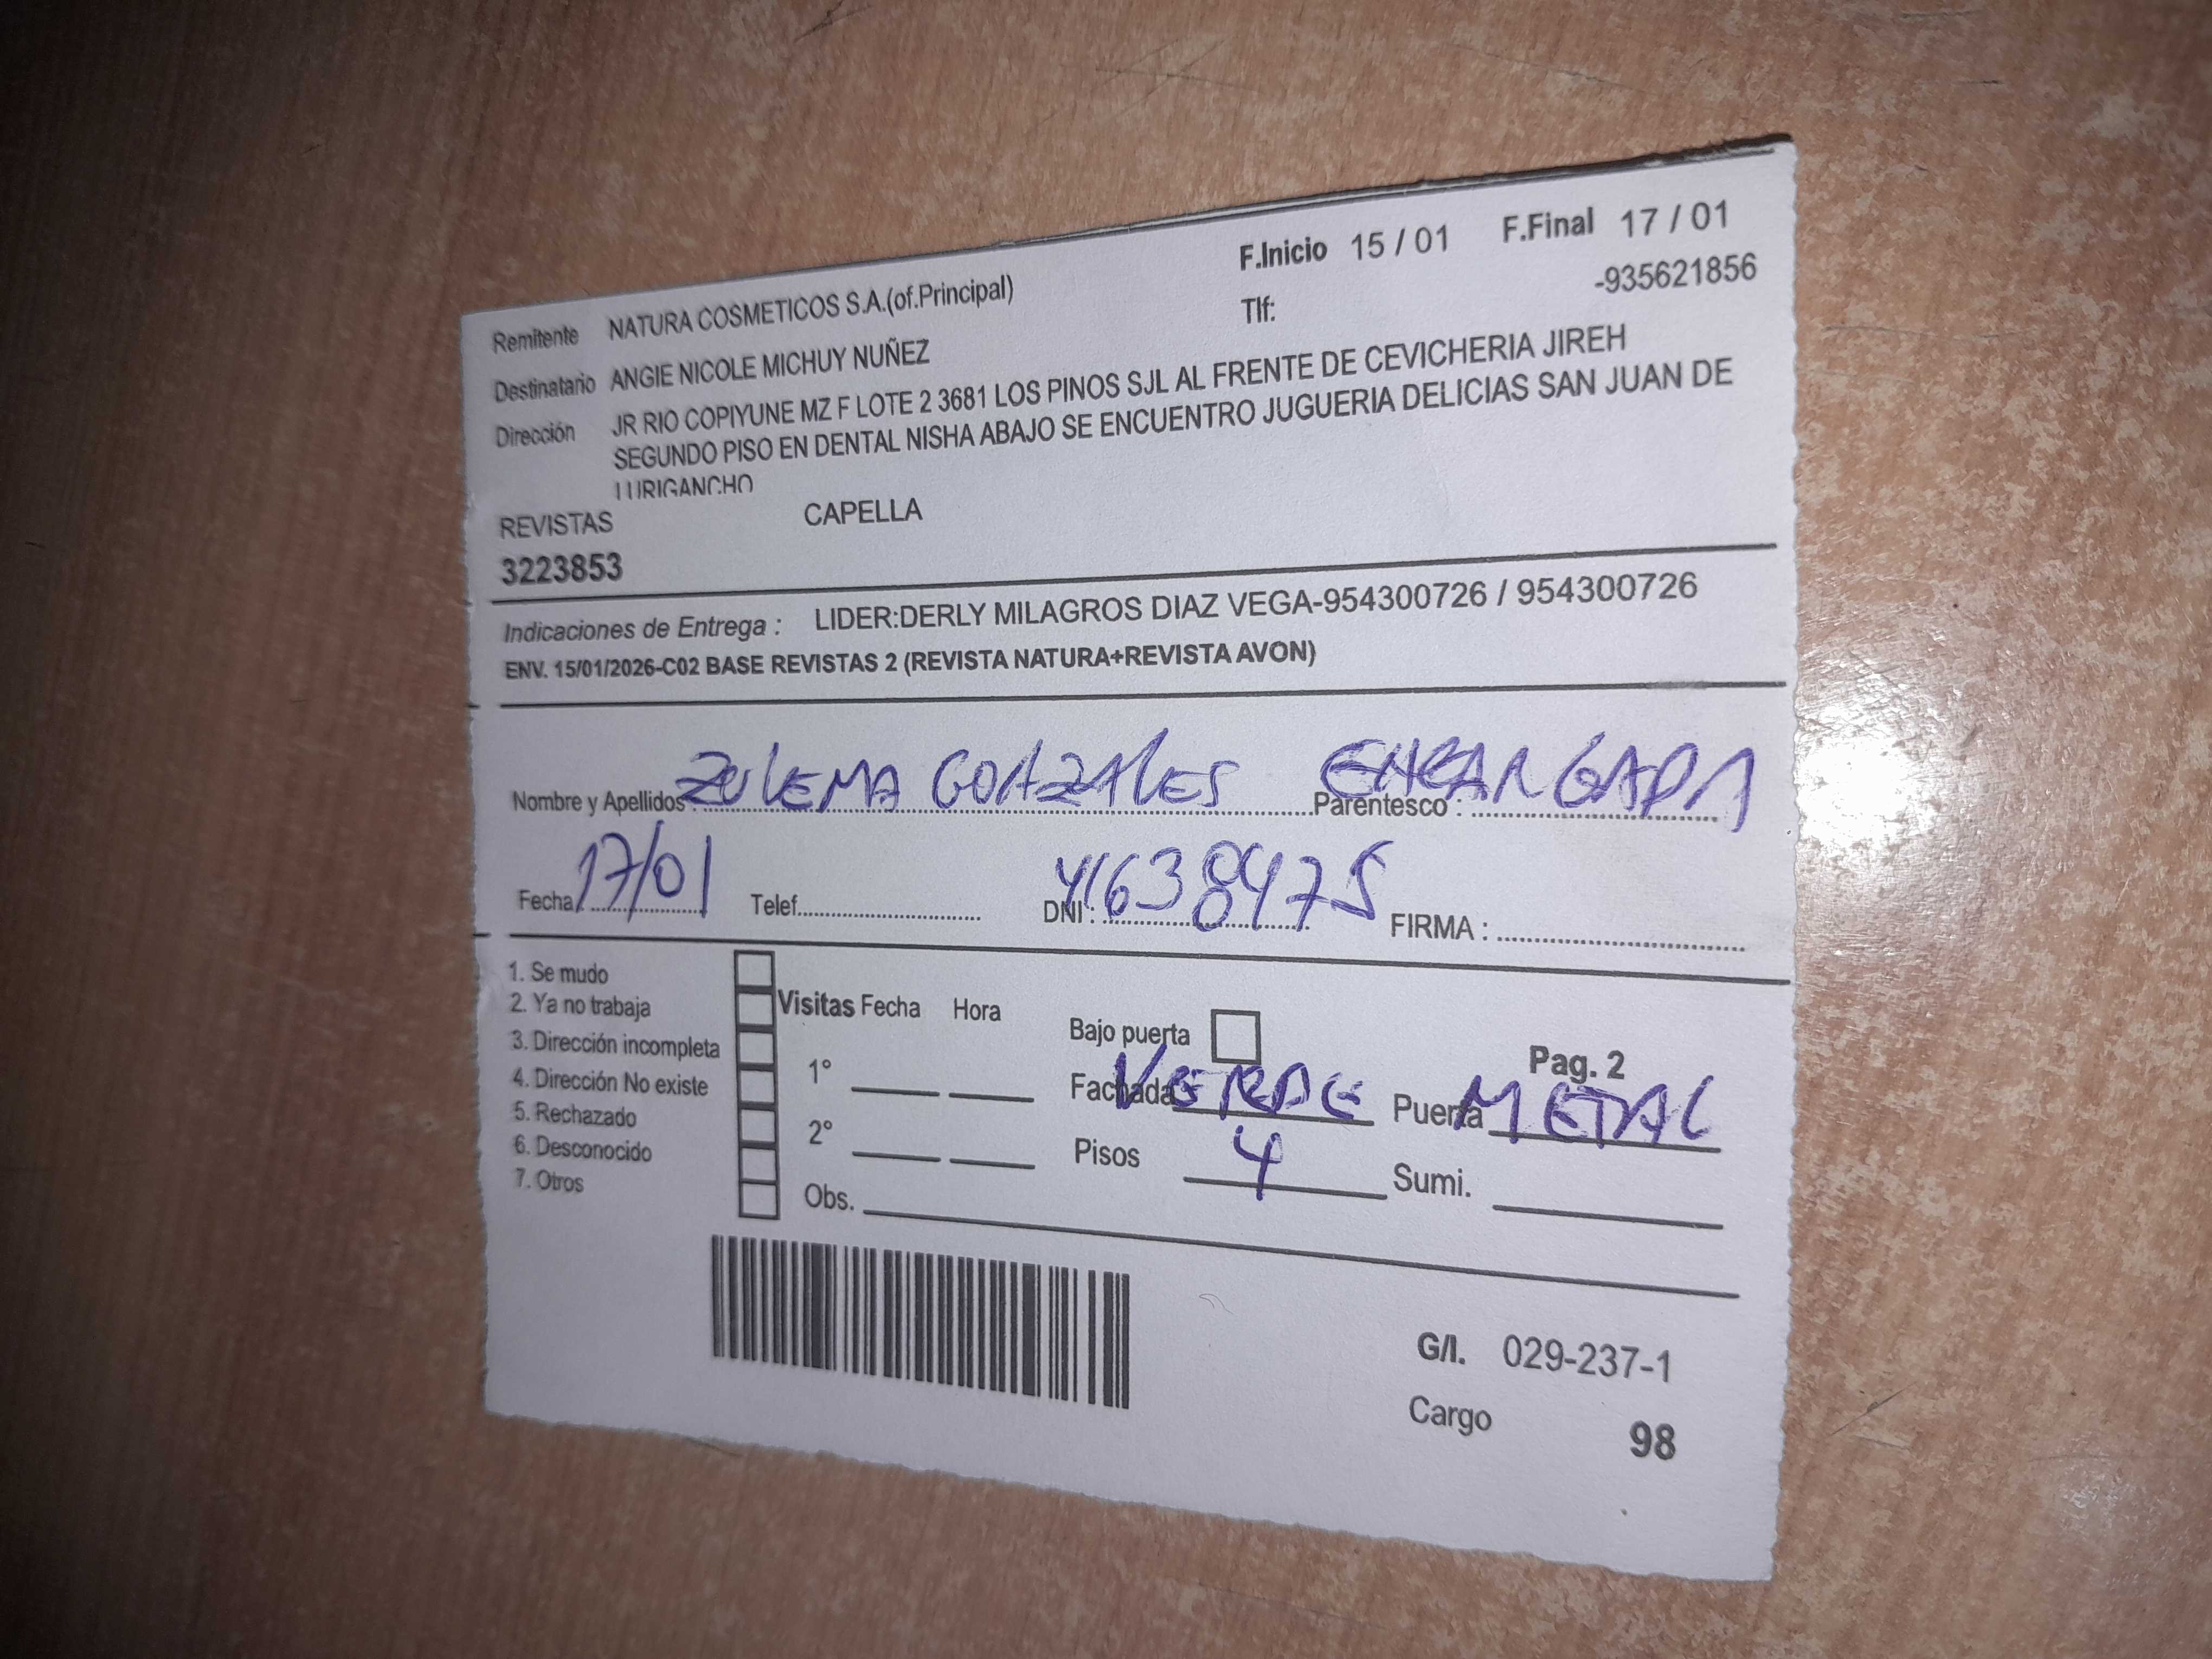 F.Inicio 15 / 01 F.Final 17 / 01
Remitente NATURA COSMETICOS S.A.(of.Principal) Tlf: -935621856
Destinatario ANGIE NICOLE MICHUY NUÑEZ
Dirección JR RIO COPIYUNE MZ F LOTE 2 3681 LOS PINOS SJL AL FRENTE DE CEVICHERIA JIREH
SEGUNDO PISO EN DENTAL NISHA ABAJO SE ENCUENTRO JUGUERIA DELICIAS SAN JUAN DE
LURIGANCHO
REVISTAS CAPELLA
3223853
Indicaciones de Entrega : LIDER:DERLY MILAGROS DIAZ VEGA-954300726 / 954300726
ENV. 15/01/2026-C02 BASE REVISTAS 2 (REVISTA NATURA+REVISTA AVON)
Nombre y Apellidos : ZULEMA GONZALES Parentesco : ENCARGADA
Fecha : 17/01 Telef. DNI : 41638475 FIRMA :
1. Se mudo
2. Ya no trabaja Visitas Fecha Hora Bajo puerta
3. Dirección incompleta Pag. 2
4. Dirección No existe 1° Fachada VERDE Puerta METAL
5. Rechazado
6. Desconocido 2° Pisos 4 Sumi.
7. Otros Obs.
G/I. 029-237-1
Cargo 98